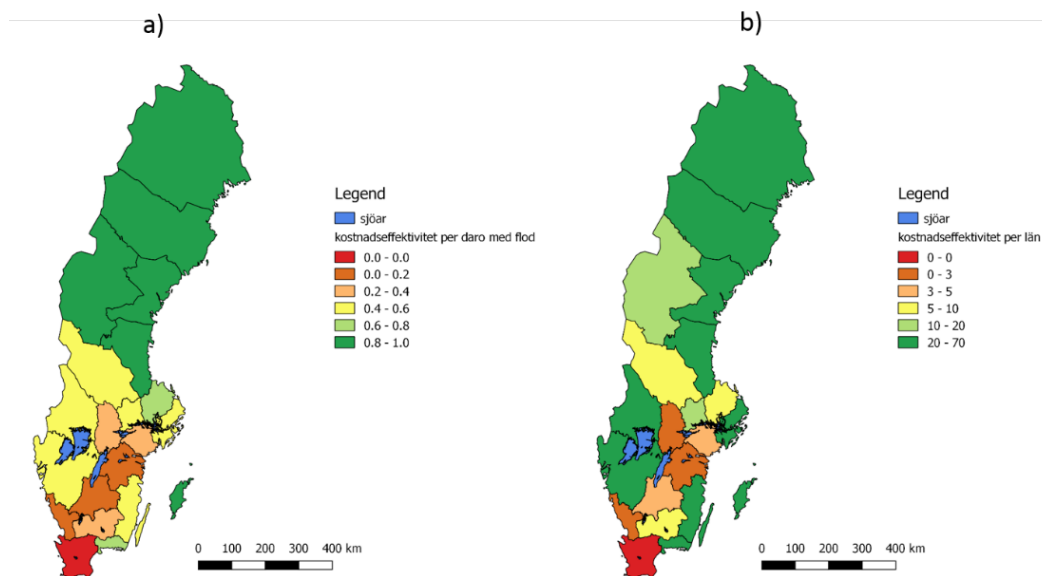 a)
b)
Legend
sjöar
kostnadseffektivitet per daro med flod
0.0 - 0.0
0.0 - 0.2
0.2 - 0.4
0.4 - 0.6
0.6 - 0.8
0.8 - 1.0
0 100 200 300 400 km
Legend
sjöar
kostnadseffektivitet per län
0 - 0
0 - 3
3 - 5
5 - 10
10 - 20
20 - 70
0 100 200 300 400 km